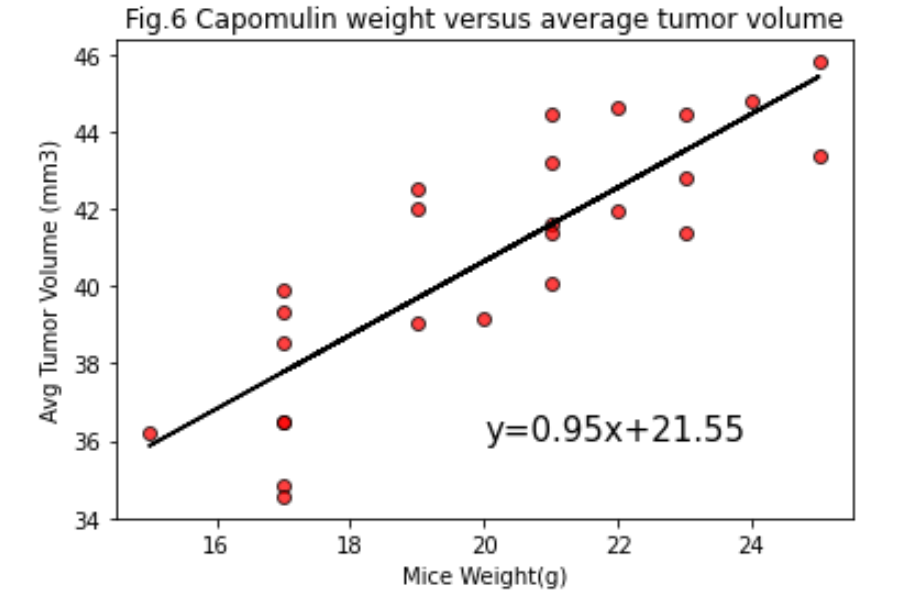 Fig.6 Capomulin weight versus average tumor volume
46
44
42
40
38
36
34
Avg Tumor Volume (mm3)
y=0.95x+21.55
16 18 20 22 24
Mice Weight(g)